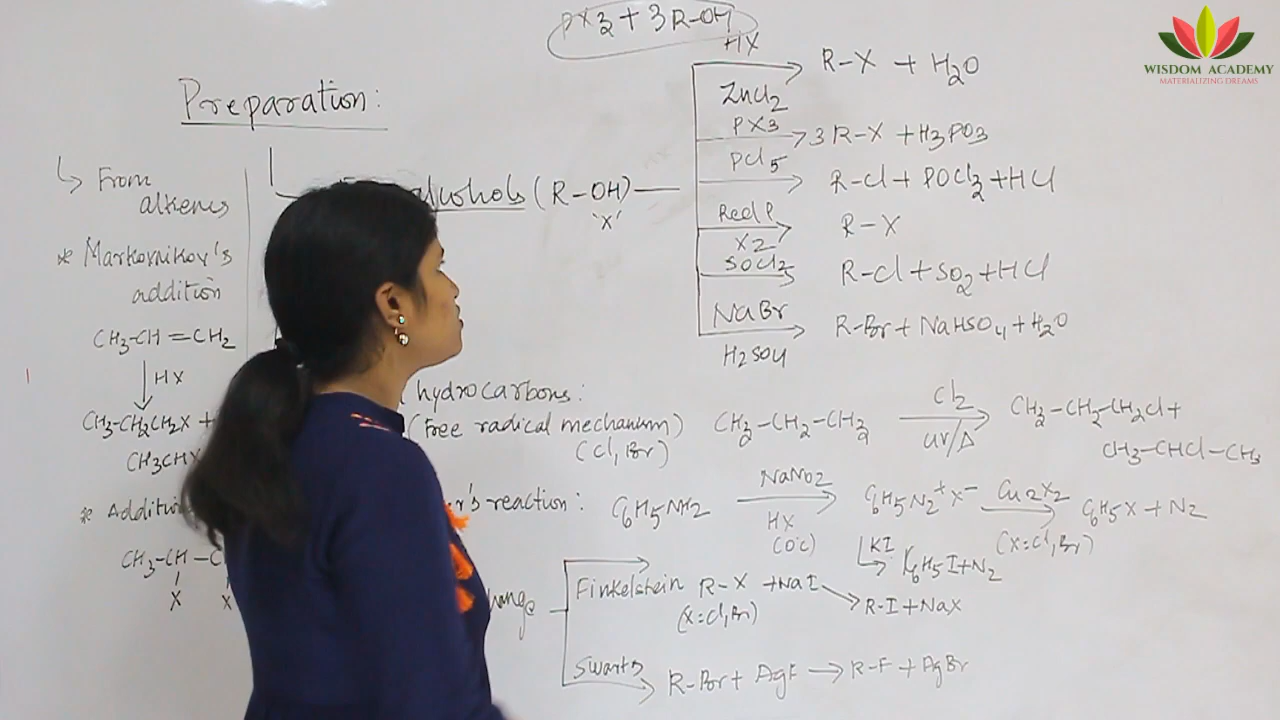 PX3 + 3R-OH
WISDOM ACADEMY
MATERIALIZING DREAMS
Preparation:
From alkenes
* Markovnikov's addition
CH3-CH=CH2
HX
CH3-CH2CH2X +
CH3CHX
* Additi
CH3-CH-C
X X
alcohols (R-OH)
'X'
HX
ZnCl2
R-X + H2O
PX3
3 R-X + H3PO3
PCl5
R-Cl + POCl3 + HCl
Red P
X2
R-X
SOCl2
R-Cl + SO2 + HCl
NaBr
H2SO4
R-Br + NaHSO4 + H2O
hydrocarbons:
(Free radical mechanism)
(Cl, Br)
CH3-CH2-CH3
Cl2
UV/Δ
CH3-CH2-CH2Cl +
CH3-CHCl-CH3
r's-reaction:
C6H5NH2
NaNO2
HX
(0°C)
C6H5N2+X-
Cu2X2
(X=Cl, Br)
C6H5X + N2
KI
C6H5I + N2
hange
Finkelstein R-X + NaI
(X=Cl, Br)
R-I + NaX
Swarts R-Br + AgF → R-F + AgBr